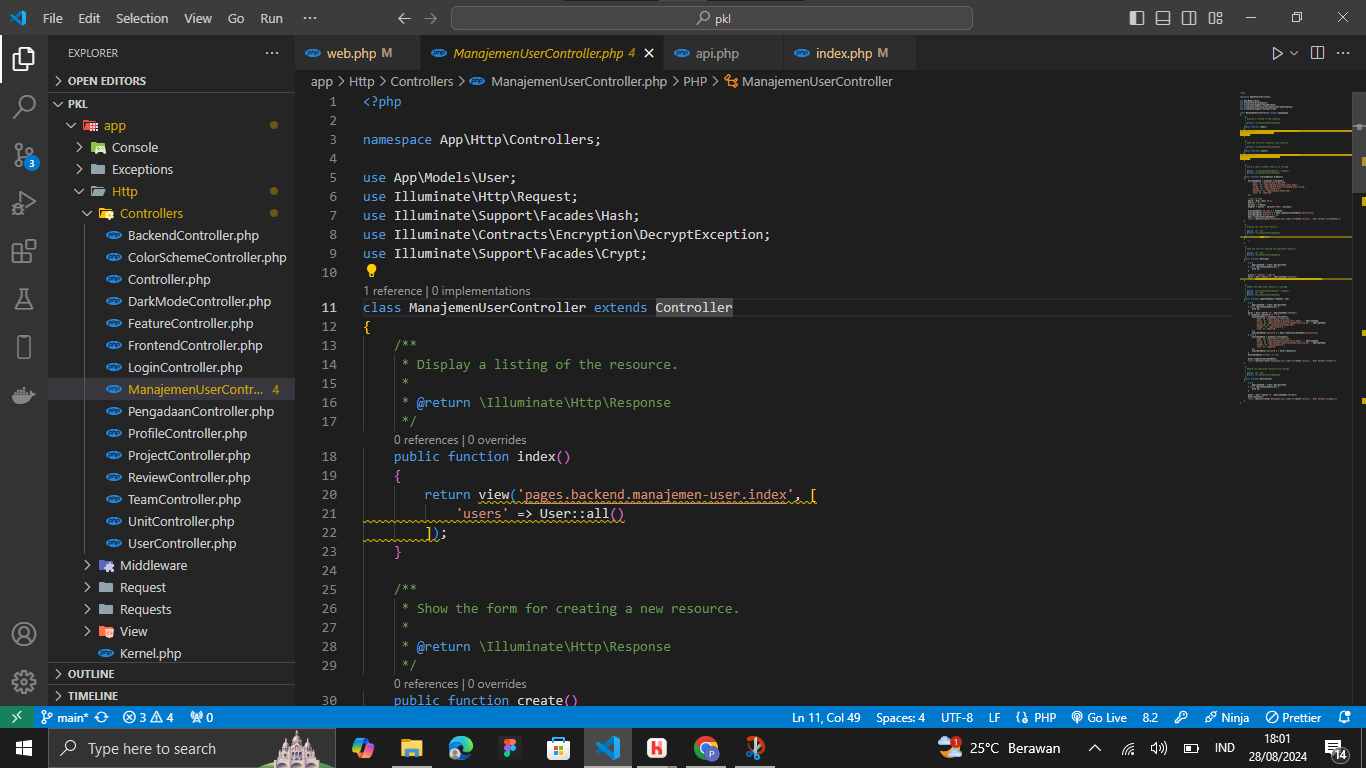 File Edit Selection View Go Run ··· pkl
EXPLORER ···
OPEN EDITORS
PKL
app
Console
Exceptions
Http
Controllers
BackendController.php
ColorSchemeController.php
Controller.php
DarkModeController.php
FeatureController.php
FrontendController.php
LoginController.php
ManajemenUserContr... 4
PengadaanController.php
ProfileController.php
ProjectController.php
ReviewController.php
TeamController.php
UnitController.php
UserController.php
Middleware
Request
Requests
View
Kernel.php
OUTLINE
TIMELINE
3
web.php M ManajemenUserController.php 4 api.php index.php M
app > Http > Controllers > ManajemenUserController.php > PHP > ManajemenUserController
1 <?php
2
3 namespace App\Http\Controllers;
4
5 use App\Models\User;
6 use Illuminate\Http\Request;
7 use Illuminate\Support\Facades\Hash;
8 use Illuminate\Contracts\Encryption\DecryptException;
9 use Illuminate\Support\Facades\Crypt;
10
1 reference | 0 implementations
11 class ManajemenUserController extends Controller
12 {
13 /**
14 * Display a listing of the resource.
15 *
16 * @return \Illuminate\Http\Response
17 */
0 references | 0 overrides
18 public function index()
19 {
20 return view('pages.backend.manajemen-user.index', [
21 'users' => User::all()
22 ]);
23 }
24
25 /**
26 * Show the form for creating a new resource.
27 *
28 * @return \Illuminate\Http\Response
29 */
0 references | 0 overrides
30 public function create()
main* 3 4 0 Ln 11, Col 49 Spaces: 4 UTF-8 LF PHP Go Live 8.2 Ninja Prettier
Type here to search 1 25°C Berawan IND 18:01
28/08/2024 14